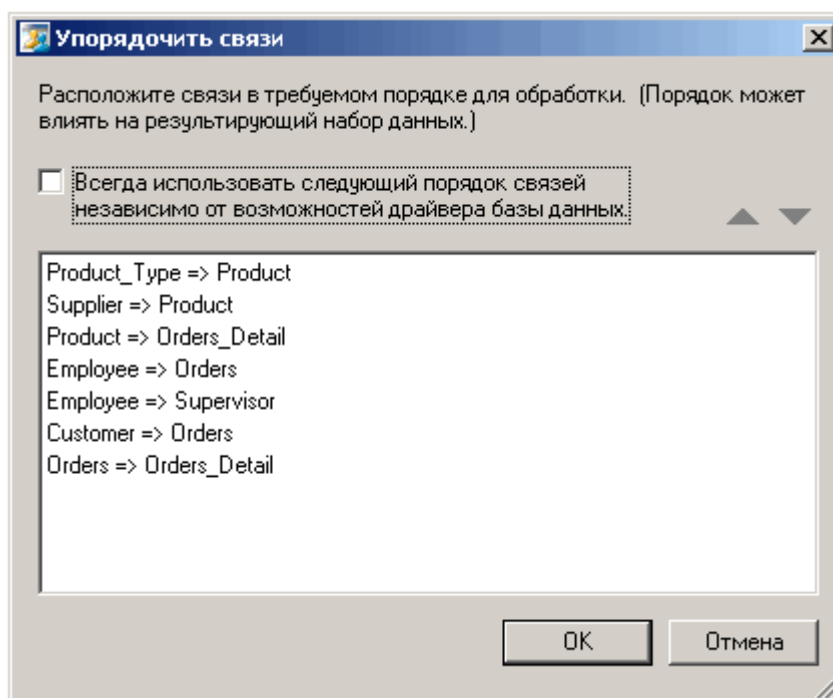 Упорядочить связи
Расположите связи в требуемом порядке для обработки. (Порядок может
влиять на результирующий набор данных.)
Всегда использовать следующий порядок связей
независимо от возможностей драйвера базы данных.
Product_Type => Product
Supplier => Product
Product => Orders_Detail
Employee => Orders
Employee => Supervisor
Customer => Orders
Orders => Orders_Detail
OK
Отмена